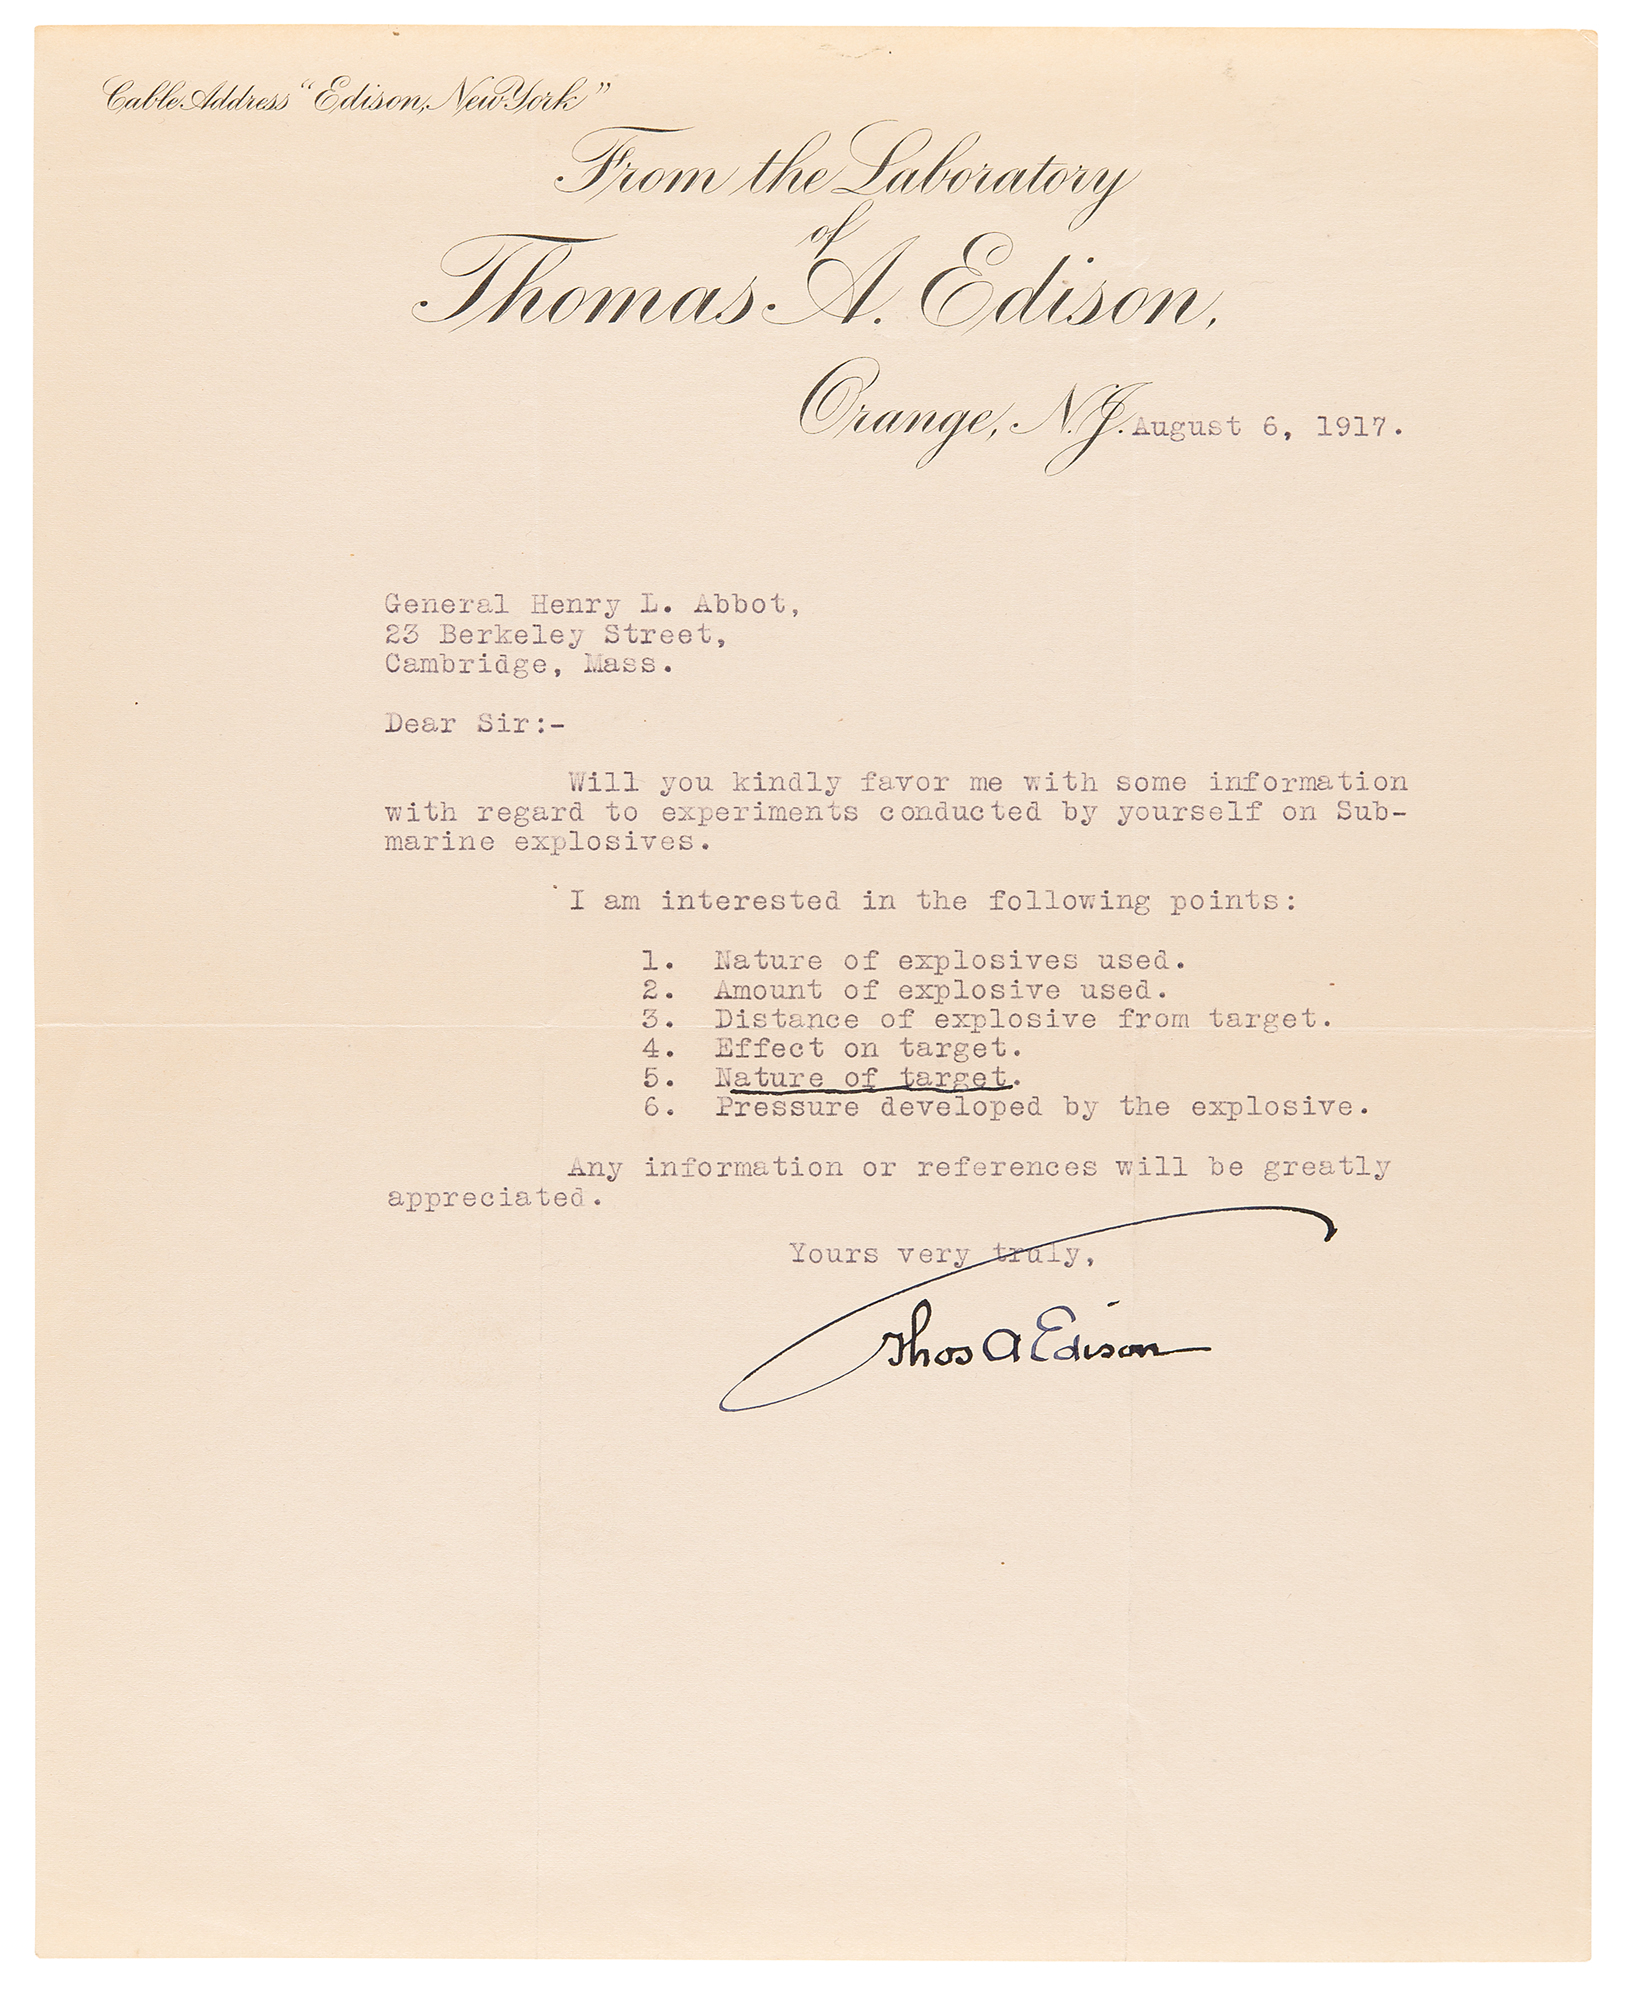 Cable Address "Edison, New York"
From the Laboratory
of
Thomas A. Edison,
Orange, N.J. August 6, 1917.
General Henry L. Abbot,
23 Berkeley Street,
Cambridge, Mass.
Dear Sir:-
Will you kindly favor me with some information
with regard to experiments conducted by yourself on Sub-
marine explosives.
I am interested in the following points:
1. Nature of explosives used.
2. Amount of explosive used.
3. Distance of explosive from target.
4. Effect on target.
5. Nature of target.
6. Pressure developed by the explosive.
Any information or references will be greatly
appreciated.
Yours very truly,
Thos A Edison